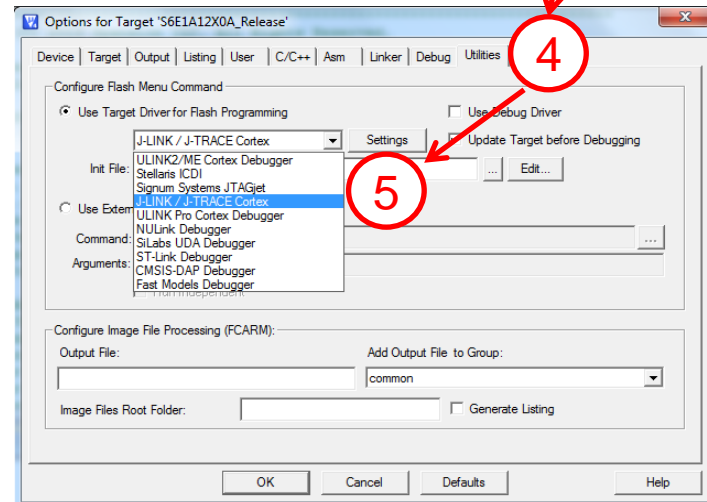 Options for Target 'S6E1A12X0A_Release'
Device Target Output Listing User C/C++ Asm Linker Debug Utilities
4
Configure Flash Menu Command
Use Target Driver for Flash Programming Use Debug Driver
J-LINK / J-TRACE Cortex Settings Update Target before Debugging
ULINK2/ME Cortex Debugger
Init File: Stellaris ICDI ... Edit...
Signum Systems JTAGjet
5
J-LINK / J-TRACE Cortex
Use Extern ULINK Pro Cortex Debugger
NULink Debugger
Command: SiLabs UDA Debugger ...
ST-Link Debugger
Arguments: CMSIS-DAP Debugger
Fast Models Debugger
Run Independent
Configure Image File Processing (FCARM):
Output File: Add Output File to Group:
common
Image Files Root Folder: Generate Listing
OK Cancel Defaults Help